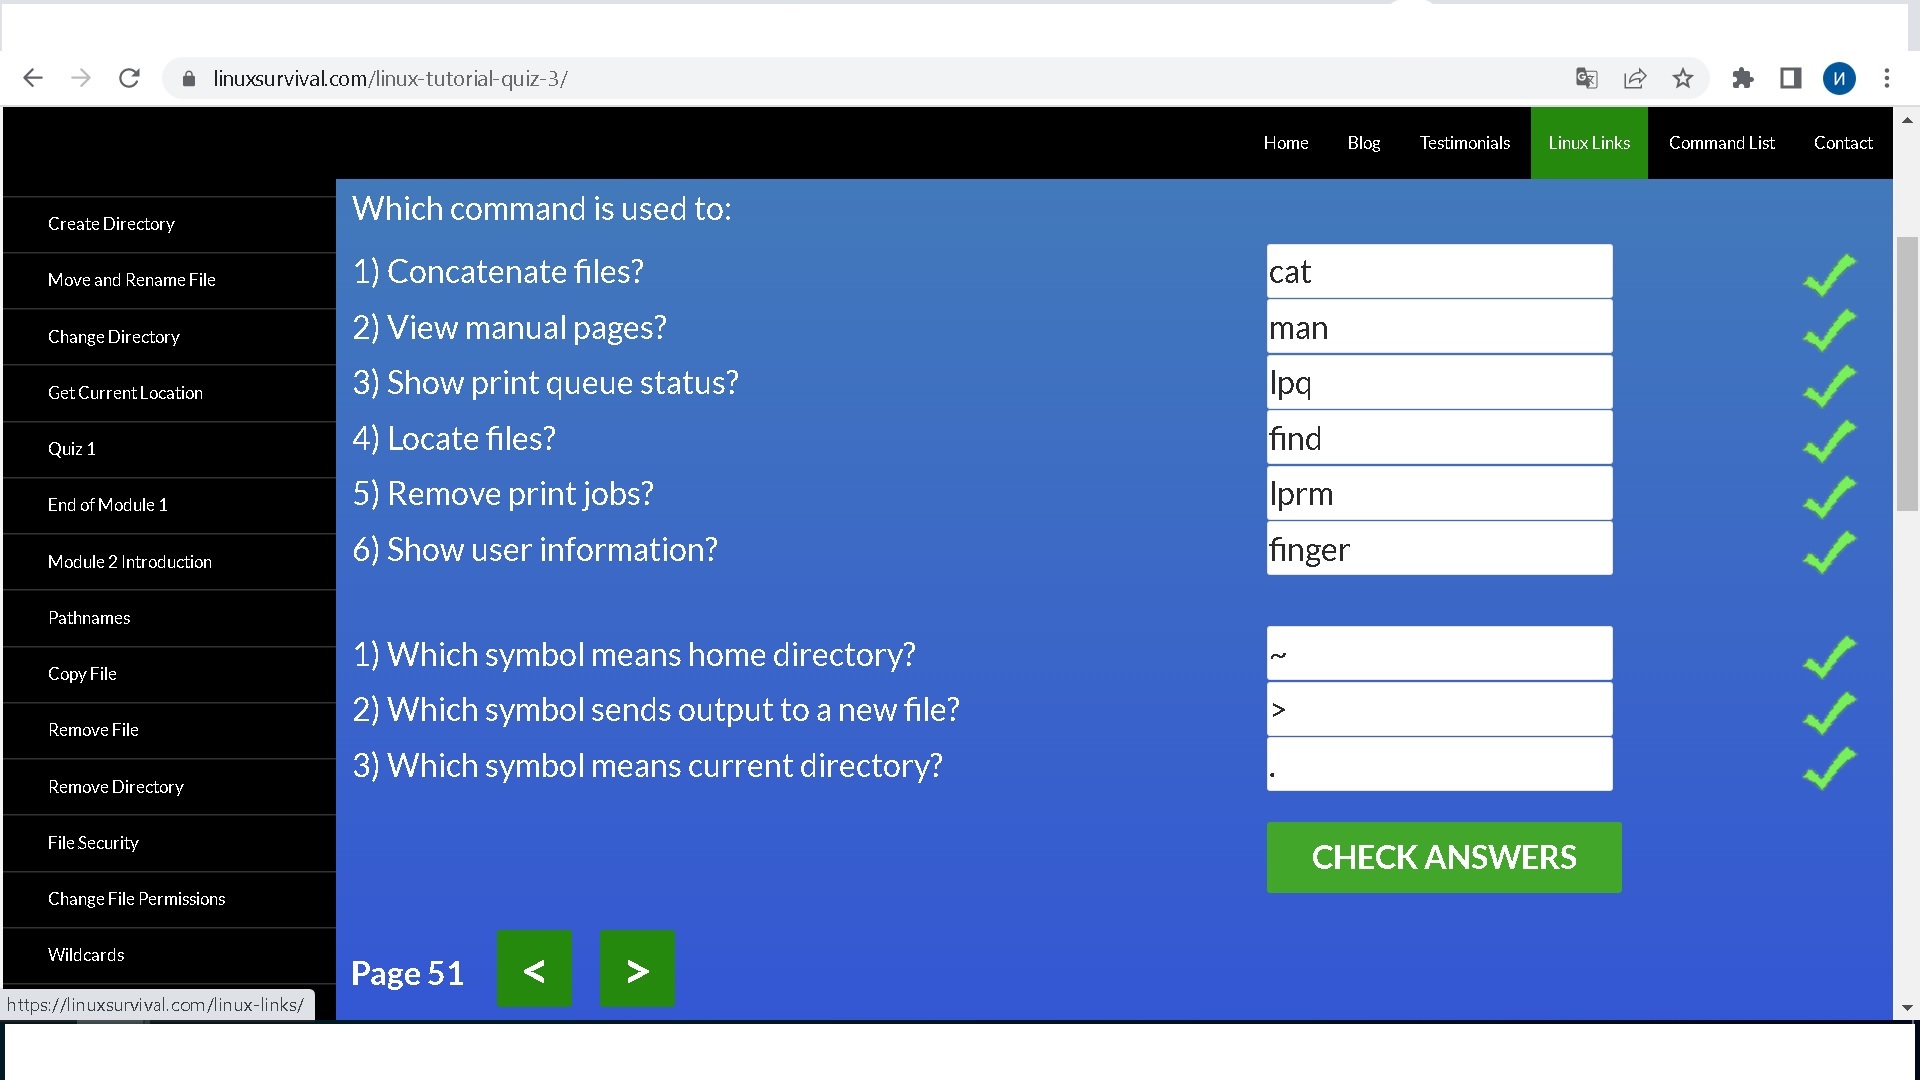 linuxsurvival.com/linux-tutorial-quiz-3/
И
Home Blog Testimonials Linux Links Command List Contact
Create Directory
Move and Rename File
Change Directory
Get Current Location
Quiz 1
End of Module 1
Module 2 Introduction
Pathnames
Copy File
Remove File
Remove Directory
File Security
Change File Permissions
Wildcards
Which command is used to:
1) Concatenate files? cat
2) View manual pages? man
3) Show print queue status? lpq
4) Locate files? find
5) Remove print jobs? lprm
6) Show user information? finger
1) Which symbol means home directory? ~
2) Which symbol sends output to a new file? >
3) Which symbol means current directory? .
CHECK ANSWERS
Page 51 < >
https://linuxsurvival.com/linux-links/